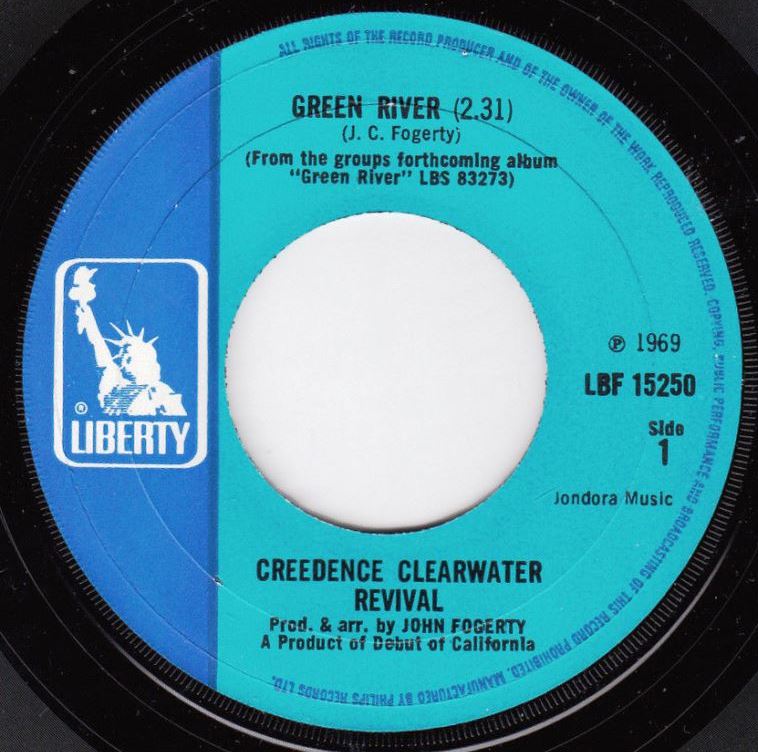 ALL RIGHTS OF THE RECORD PRODUCER AND OF THE OWNER OF THE WORK REPRODUCED RESERVED. COPYING, PUBLIC PERFORMANCE AND BROADCASTING OF THIS RECORD PROHIBITED. MANUFACTURED BY PHILIPS RECORDS LTD.
GREEN RIVER (2.31)
(J. C. Fogerty)
(From the groups forthcoming album
"Green River" LBS 83273)
℗ 1969
LBF 15250
Side
1
Jondora Music
®
LIBERTY
CREEDENCE CLEARWATER
REVIVAL
Prod. & arr. by JOHN FOGERTY
A Product of Debut of California